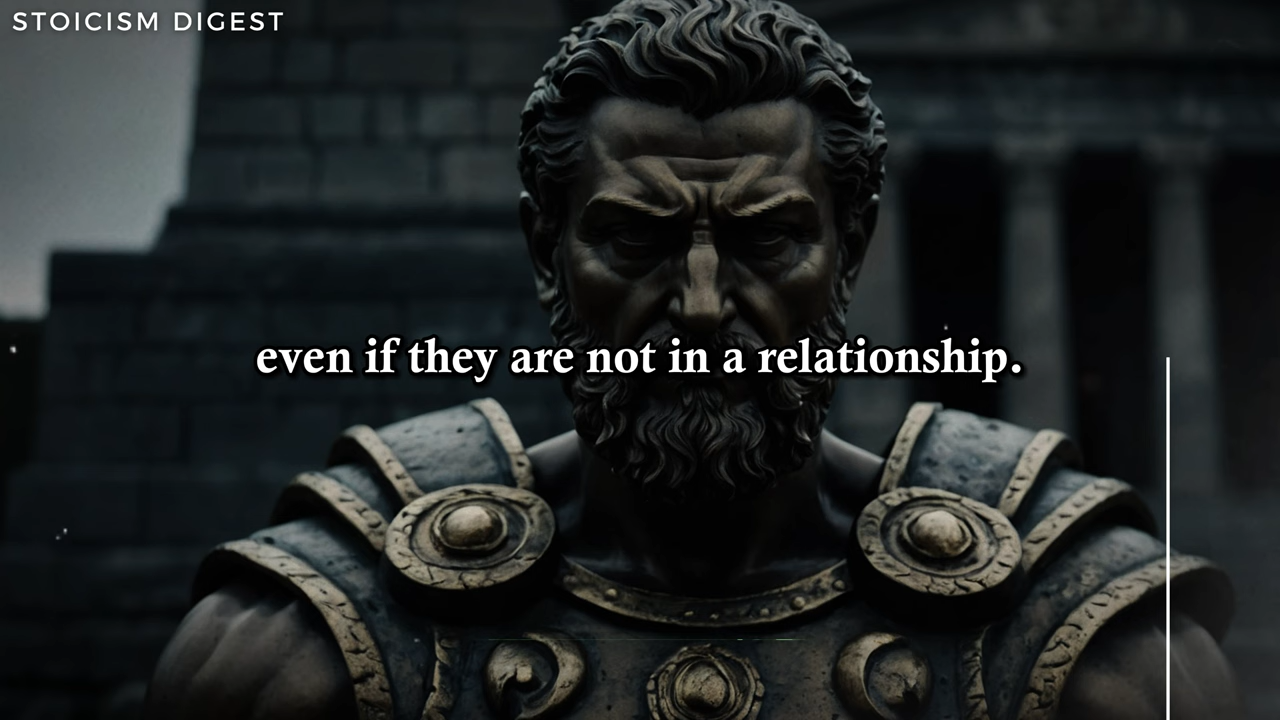 STOICISM DIGEST
even if they are not in a relationship.